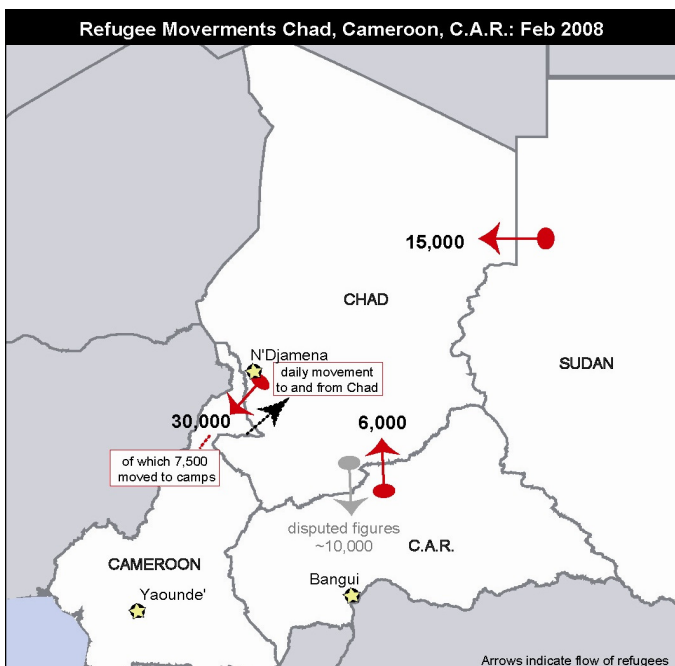 Refugee Moverments Chad, Cameroon, C.A.R.: Feb 2008
15,000
CHAD
N'Djamena
SUDAN
daily movement
to and from Chad
30,000
6,000
of which 7,500
moved to camps
disputed figures
~10,000
C.A.R.
CAMEROON
Bangui
Yaounde'
Arrows indicate flow of refugees